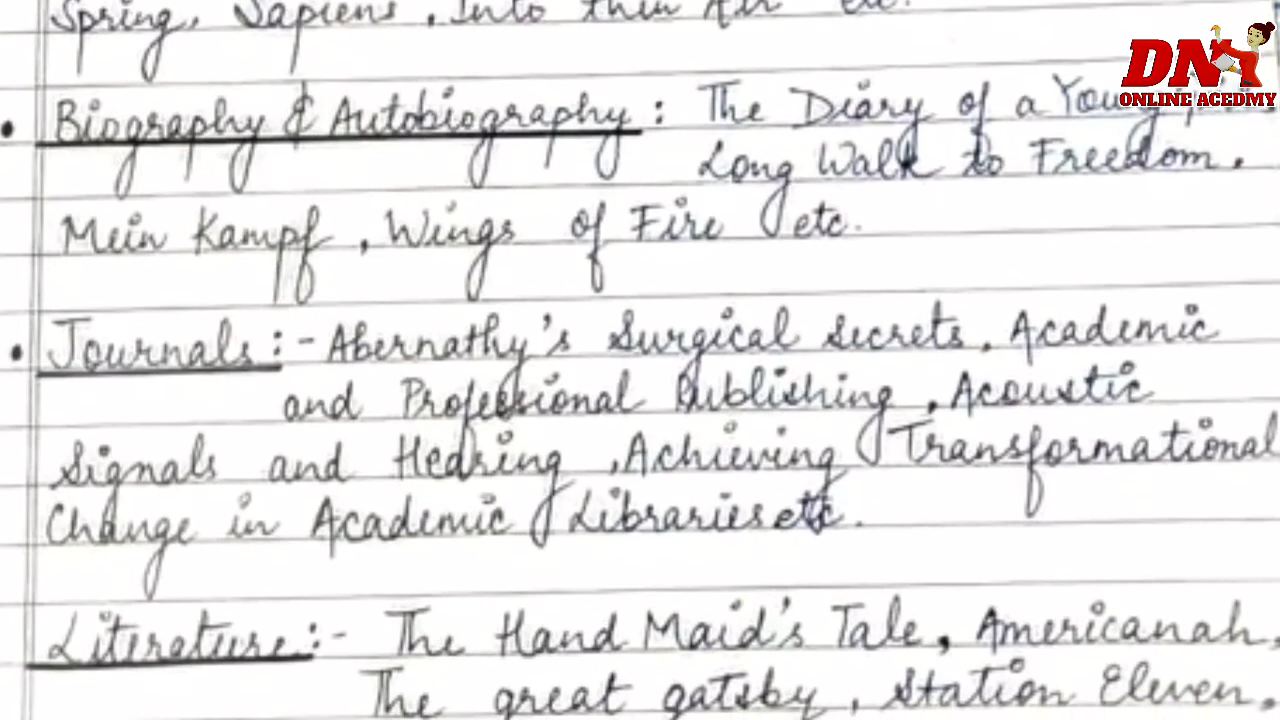 Spring, Sapiens, Into thin Air etc.
DNA
ONLINE ACEDMY
• Biography & Autobiography : The Diary of a Young
Long Walk to Freedom,
Mein Kampf, Wings of Fire etc.
• Journals :- Abernathy's Surgical Secrets, Academic
and Professional Publishing, Acoustic
Signals and Hearing, Achieving Transformational
Change in Academic Libraries etc.
Literature :- The Hand Maid's Tale, Americanah,
The great gatsby, Station Eleven,